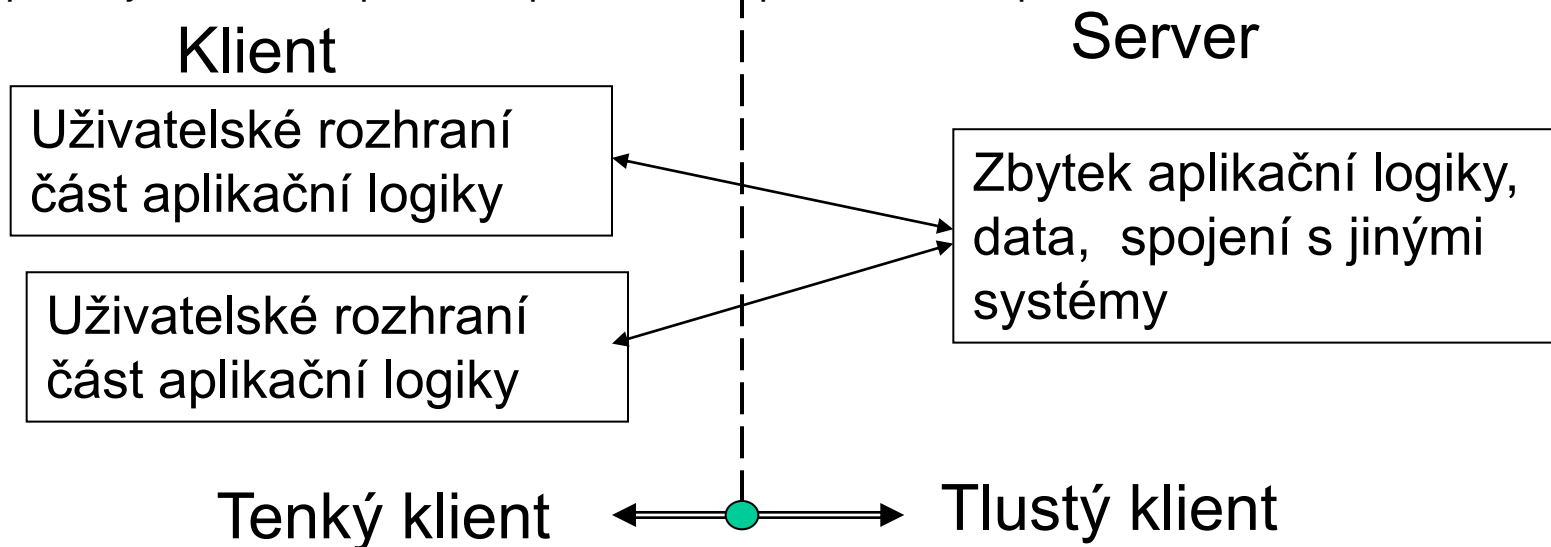 Klient
Server
Uživatelské rozhraní
část aplikační logiky
Zbytek aplikační logiky,
data, spojení s jinými
systémy
Uživatelské rozhraní
část aplikační logiky
Tenký klient
Tlustý klient